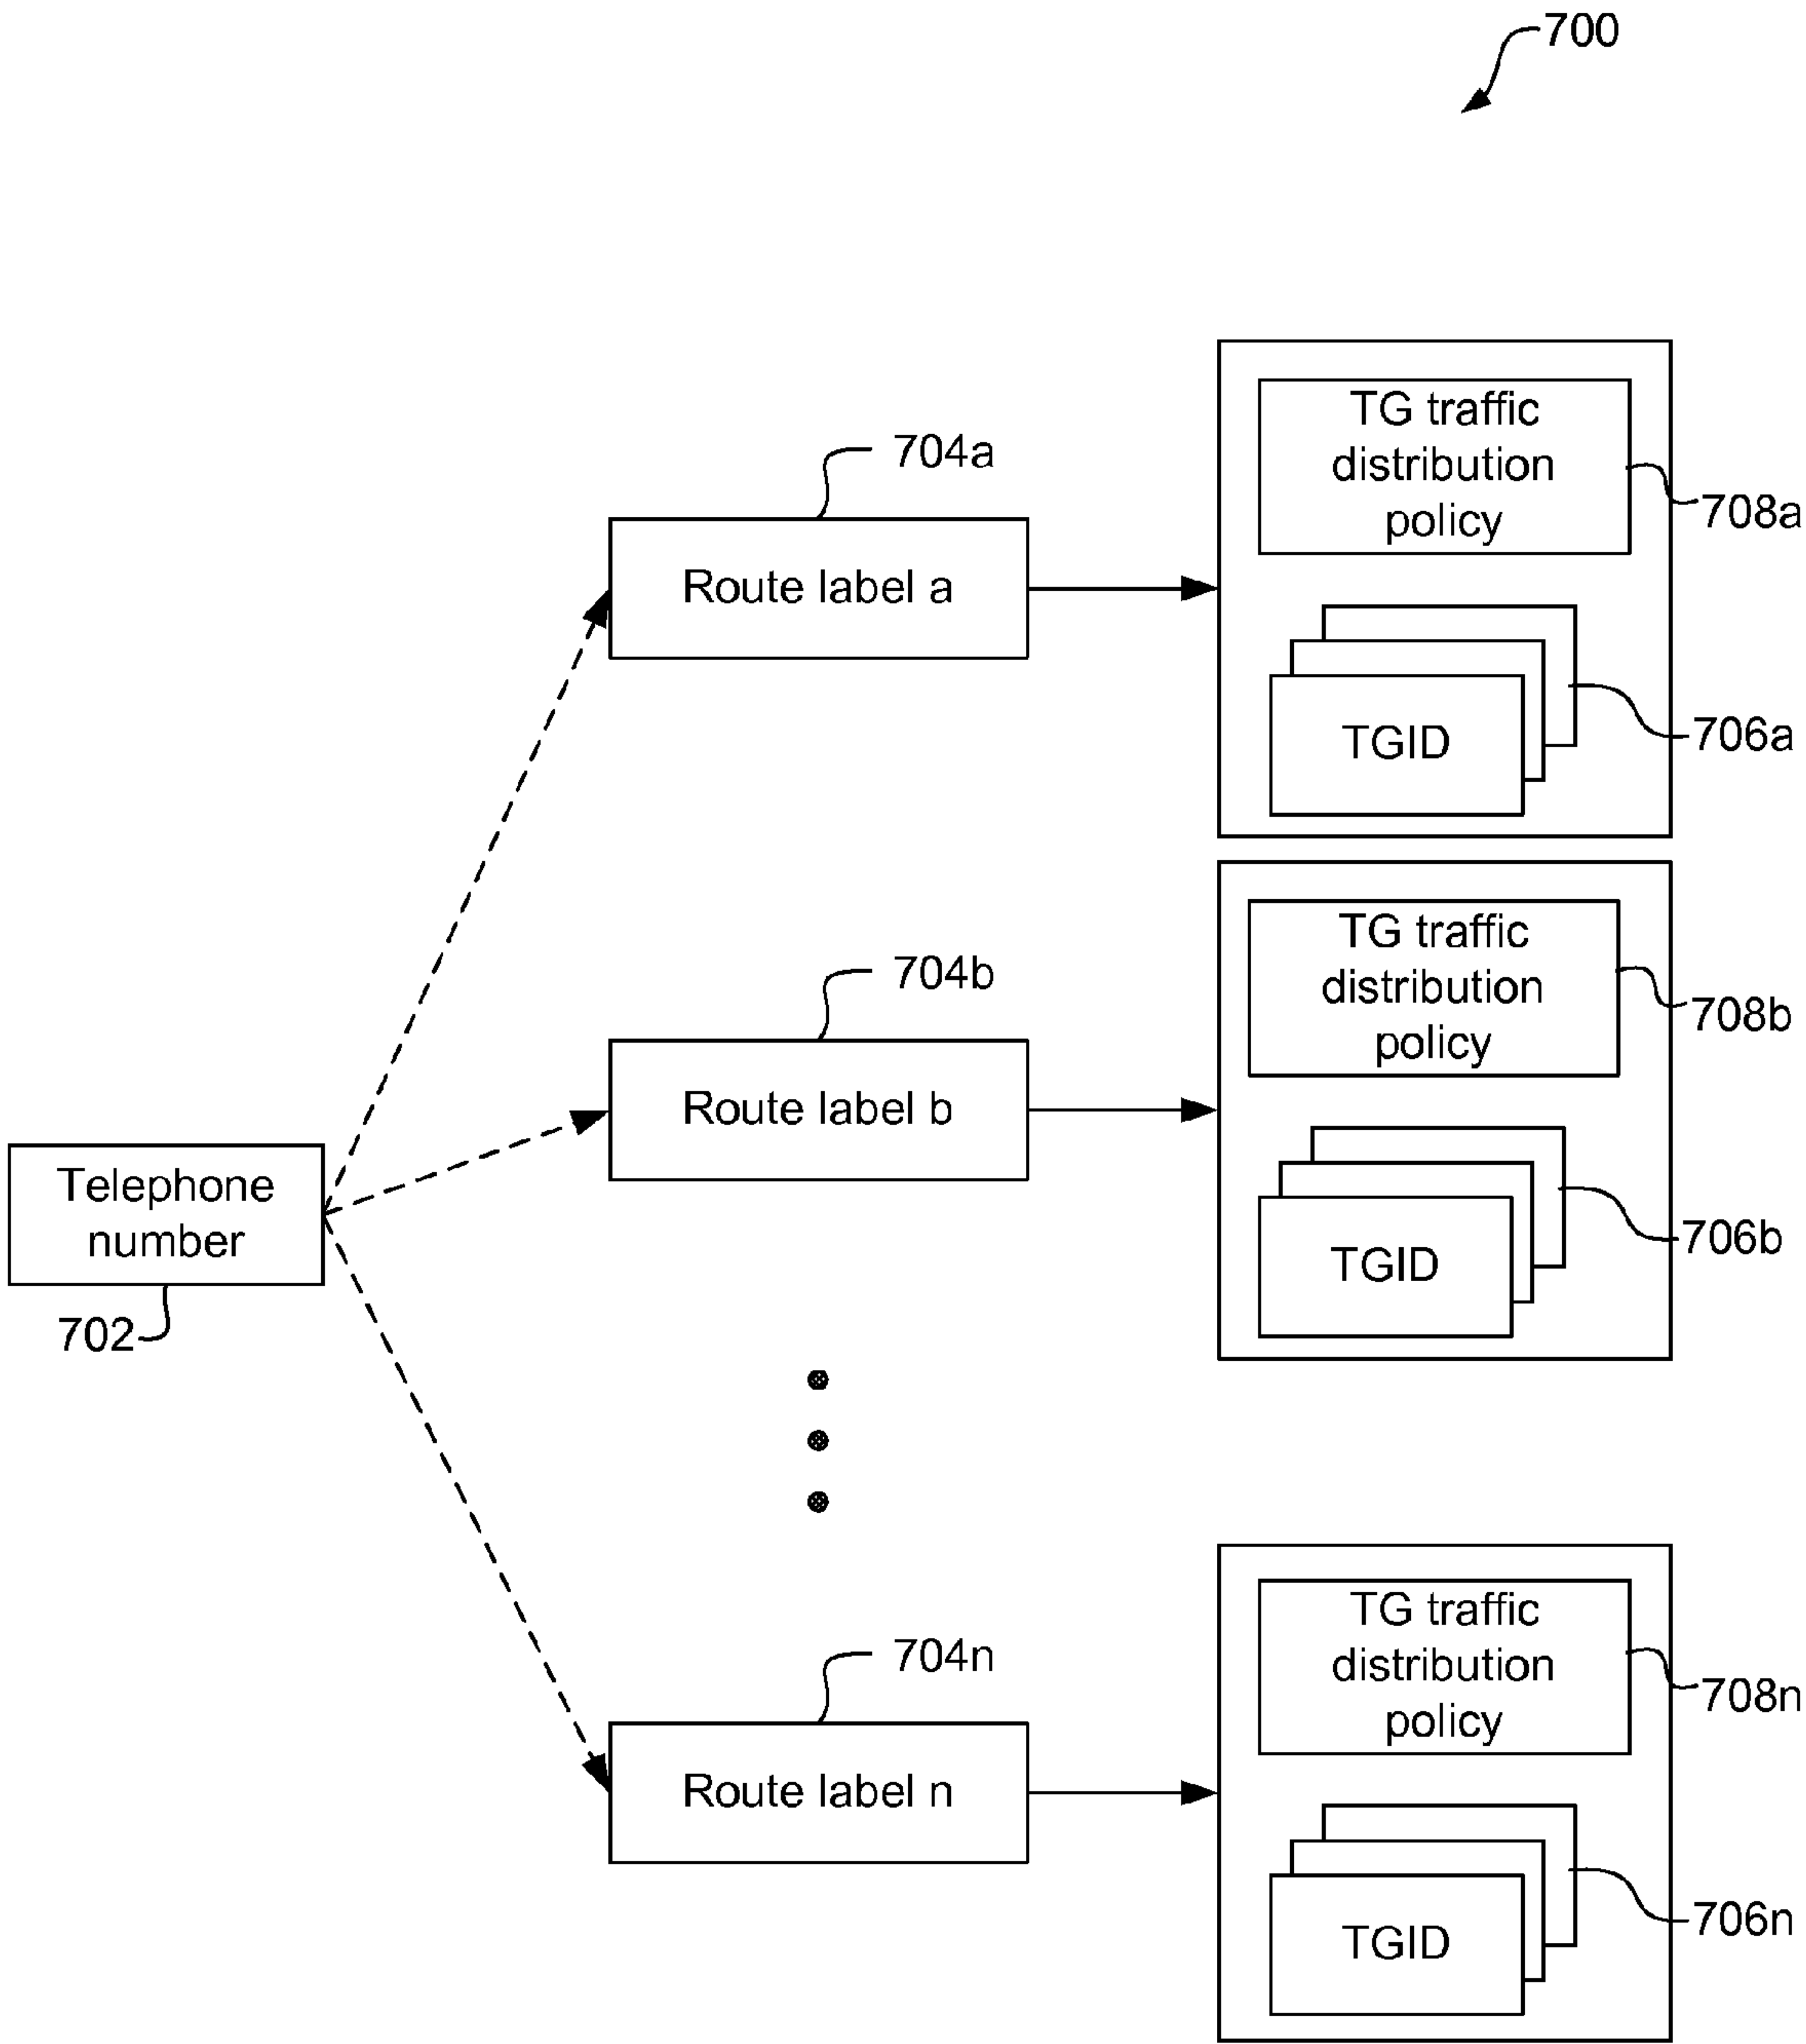 700
TG traffic
distribution
policy
708a
704a
Route label a
TGID
706a
TG traffic
distribution
policy
708b
704b
Route label b
TGID
706b
Telephone
number
702
TG traffic
distribution
policy
708n
704n
Route label n
TGID
706n